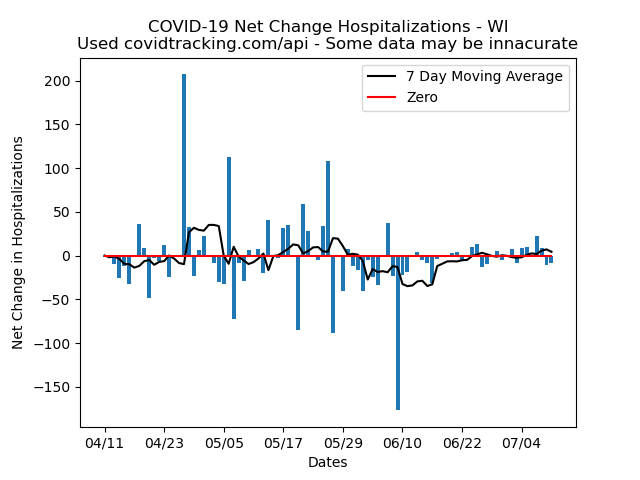 COVID-19 Net Change Hospitalizations - WI
Used covidtracking.com/api - Some data may be innacurate
7 Day Moving Average
Zero
Net Change in Hospitalizations
200
150
100
50
0
−50
−100
−150
04/11 04/23 05/05 05/17 05/29 06/10 06/22 07/04
Dates